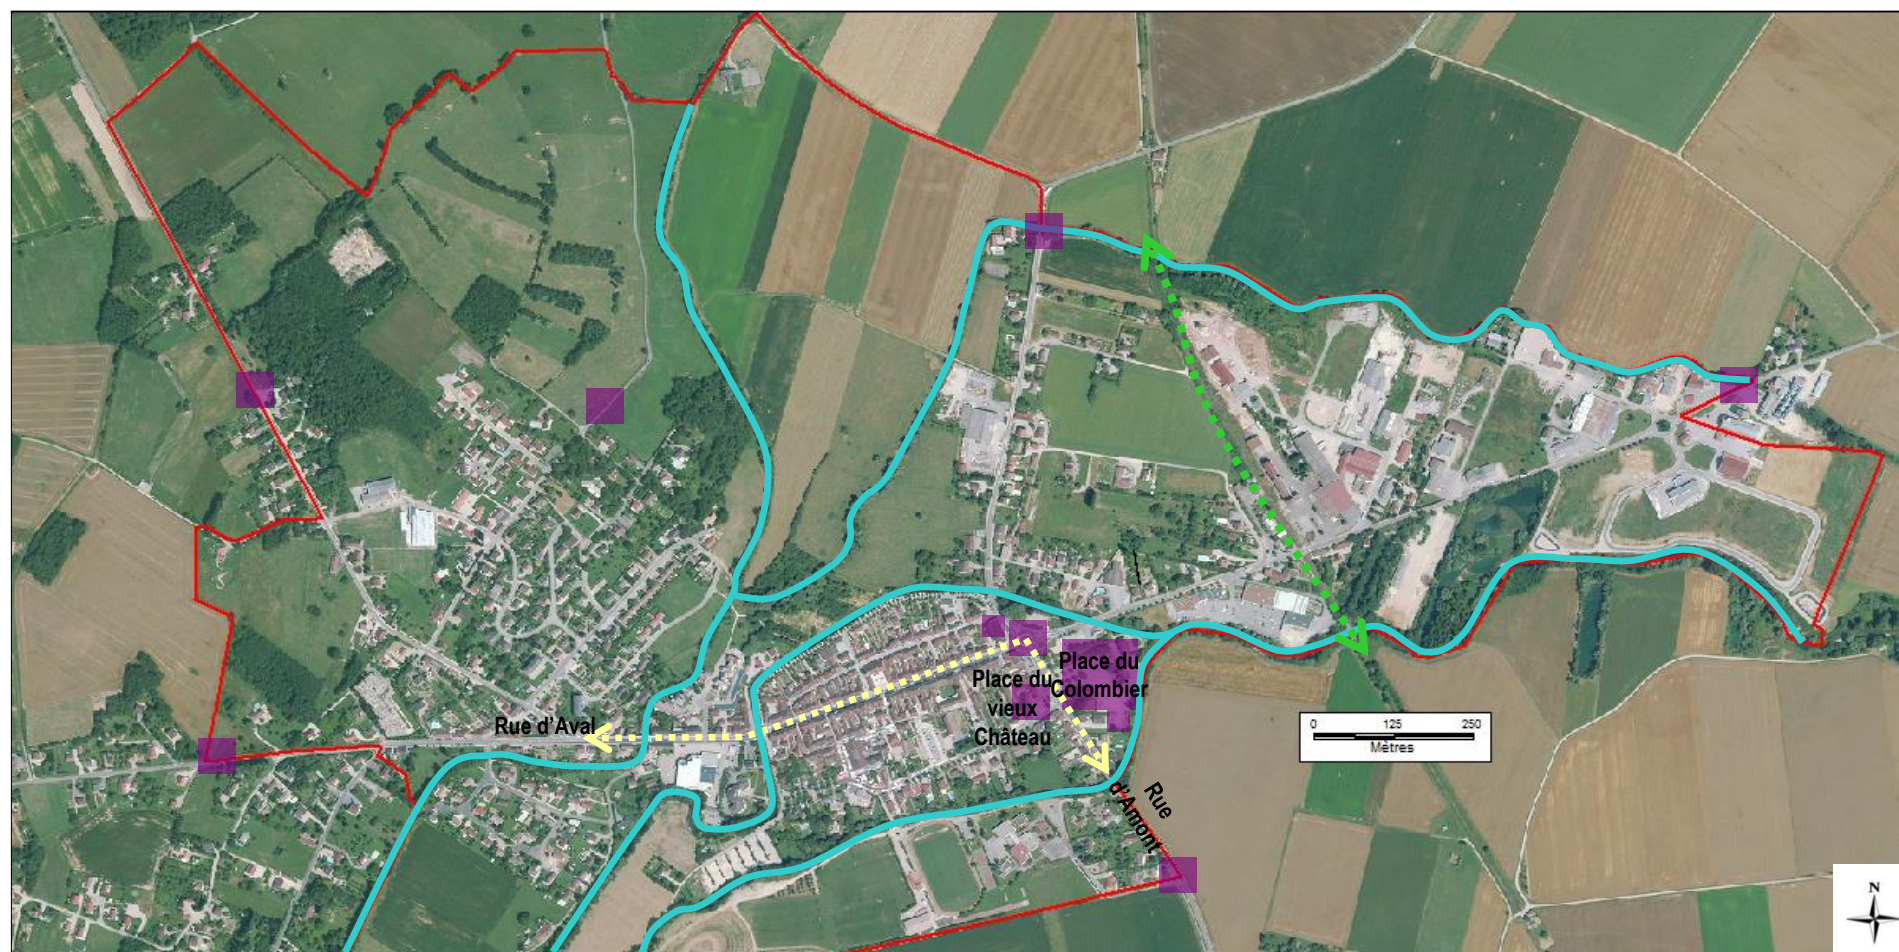 Rue d'Aval
Place du
vieux
Château
Place du
Colombier
Rue
d'Amont
0 125 250
Mètres
N